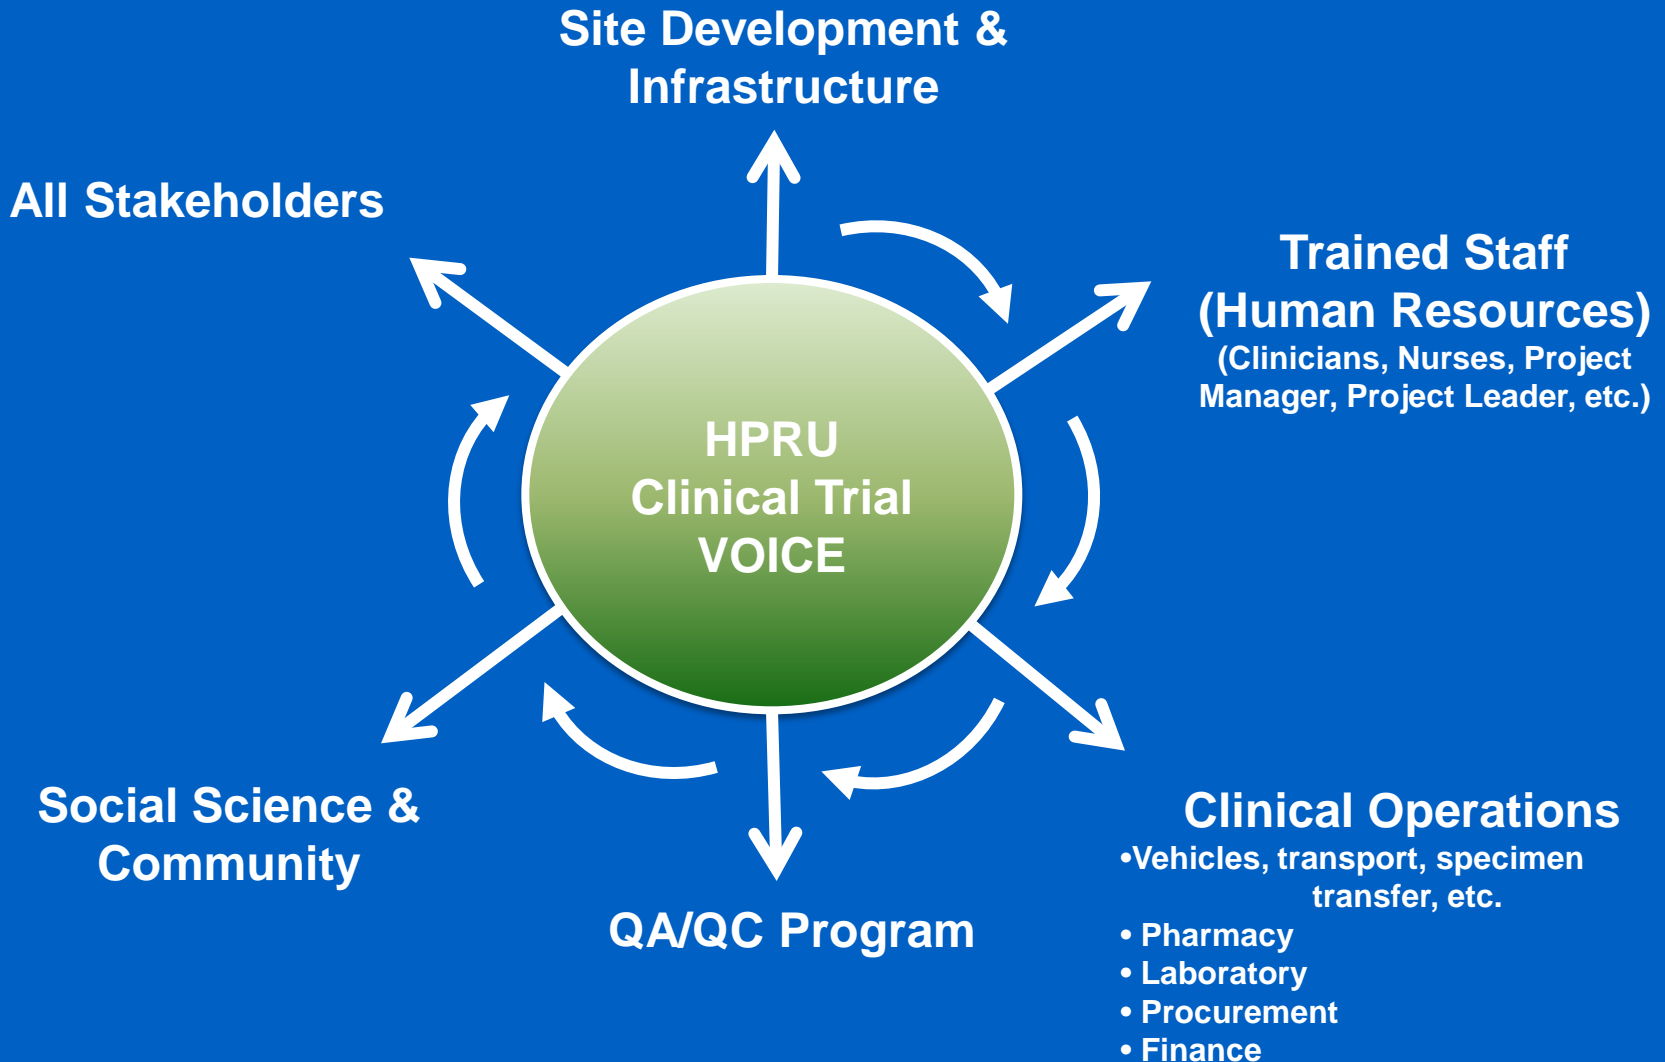 Site Development &
Infrastructure
All Stakeholders
Trained Staff
(Human Resources)
(Clinicians, Nurses, Project
Manager, Project Leader, etc.)
HPRU
Clinical Trial
VOICE
Social Science &
Community
QA/QC Program
Clinical Operations
•Vehicles, transport, specimen
transfer, etc.
• Pharmacy
• Laboratory
• Procurement
• Finance